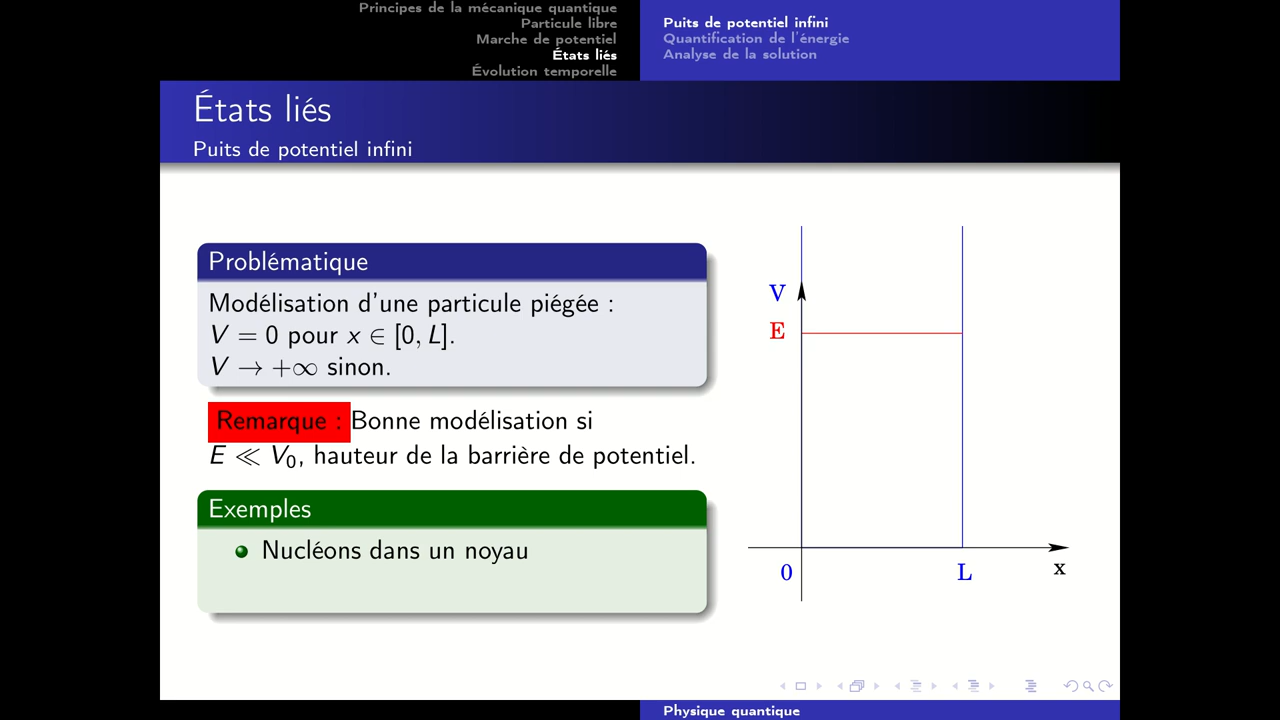 Principes de la mécanique quantique
Particule libre
Marche de potentiel
États liés
Évolution temporelle
Puits de potentiel infini
Quantification de l'énergie
Analyse de la solution
États liés
Puits de potentiel infini
Problématique
Modélisation d'une particule piégée :
V = 0 pour x ∈ [0, L].
V → +∞ sinon.
Remarque : Bonne modélisation si
E ≪ V₀, hauteur de la barrière de potentiel.
Exemples
Nucléons dans un noyau
V
E
0
L
x
Physique quantique